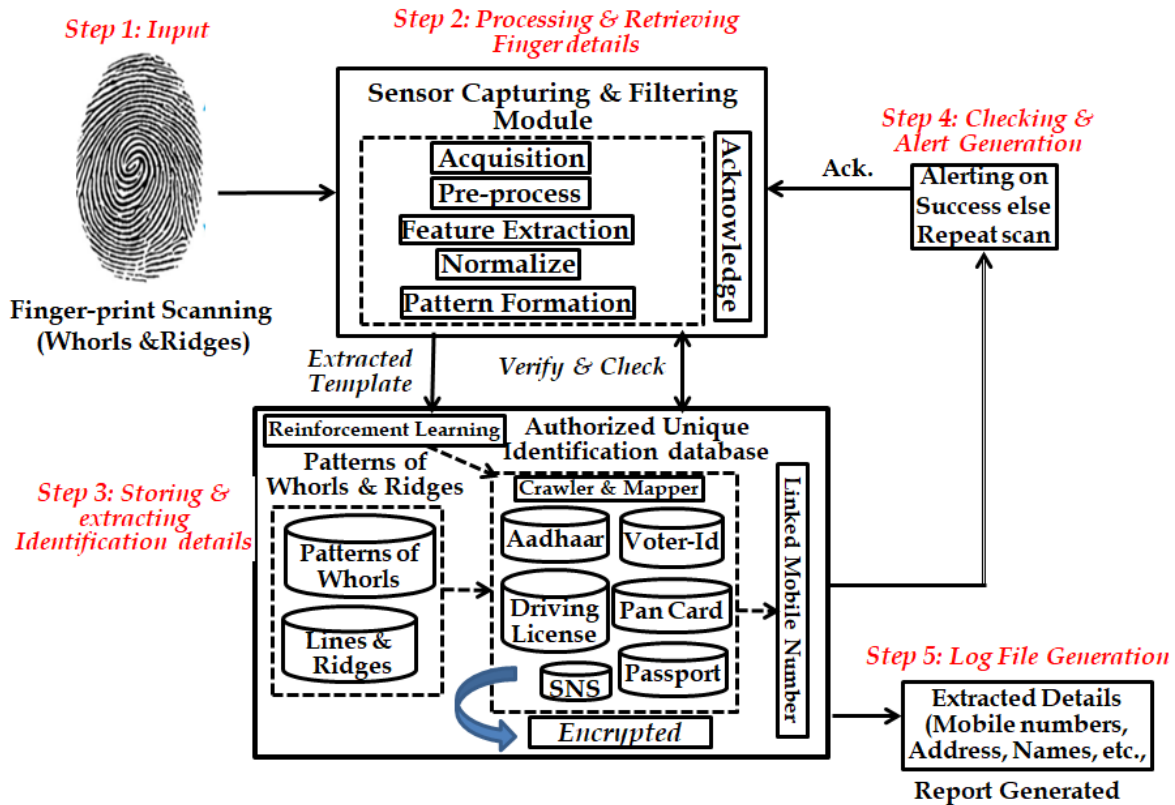 Step 1: Input
Finger-print Scanning
(Whorls &Ridges)
Step 2: Processing & Retrieving
Finger details
Sensor Capturing & Filtering
Module
Acquisition
Pre-process
Feature Extraction
Normalize
Pattern Formation
Acknowledge
Step 4: Checking &
Alert Generation
Ack.
Alerting on
Success else
Repeat scan
Extracted
Template
Verify & Check
Step 3: Storing &
extracting
Identification details
Reinforcement Learning
Patterns of
Whorls & Ridges
Patterns of
Whorls
Lines &
Ridges
Authorized Unique
Identification database
Crawler & Mapper
Aadhaar
Voter-Id
Driving
License
Pan Card
SNS
Passport
Encrypted
Linked Mobile Number
Step 5: Log File Generation
Extracted Details
(Mobile numbers,
Address, Names, etc.,
Report Generated